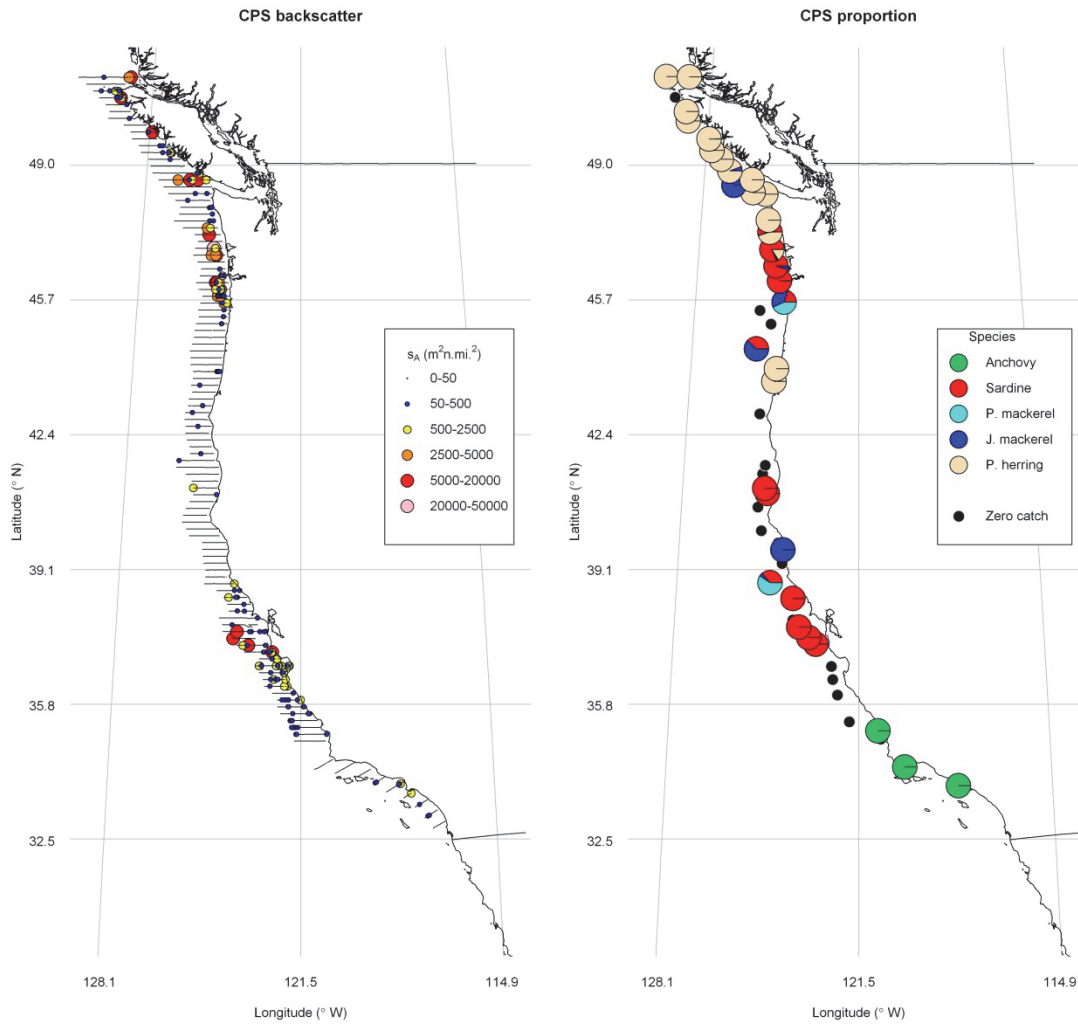 CPS backscatter
49.0
45.7
42.4
39.1
35.8
32.5
Latitude (° N)
s_A (m²n.mi.²)
0-50
50-500
500-2500
2500-5000
5000-20000
20000-50000
128.1
121.5
114.9
Longitude (° W)
CPS proportion
49.0
45.7
42.4
39.1
35.8
32.5
Latitude (° N)
Species
Anchovy
Sardine
P. mackerel
J. mackerel
P. herring
Zero catch
128.1
121.5
114.9
Longitude (° W)